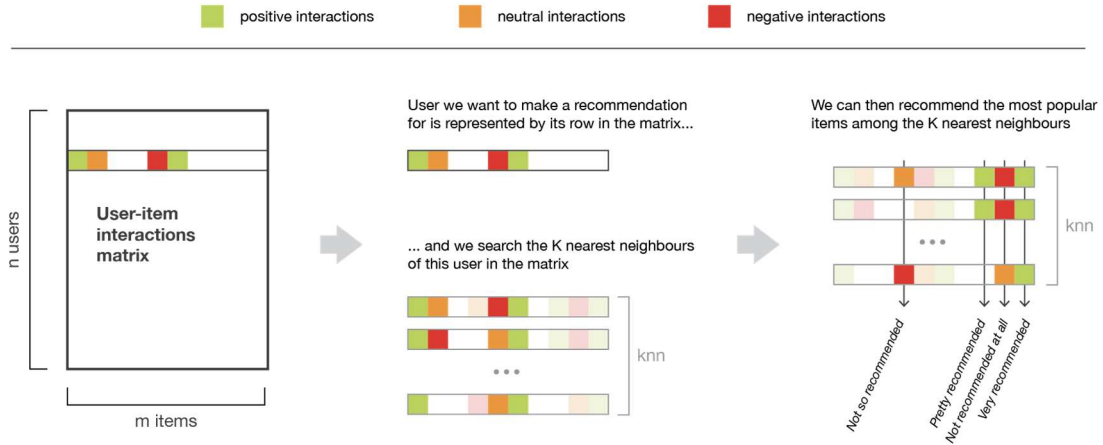 positive interactions
neutral interactions
negative interactions
User we want to make a recommendation
for is represented by its row in the matrix...
We can then recommend the most popular
items among the K nearest neighbours
n users
User-item
interactions
matrix
m items
... and we search the K nearest neighbours
of this user in the matrix
knn
knn
Not so recommended
Pretty recommended
Not recommended at all
Very recommended